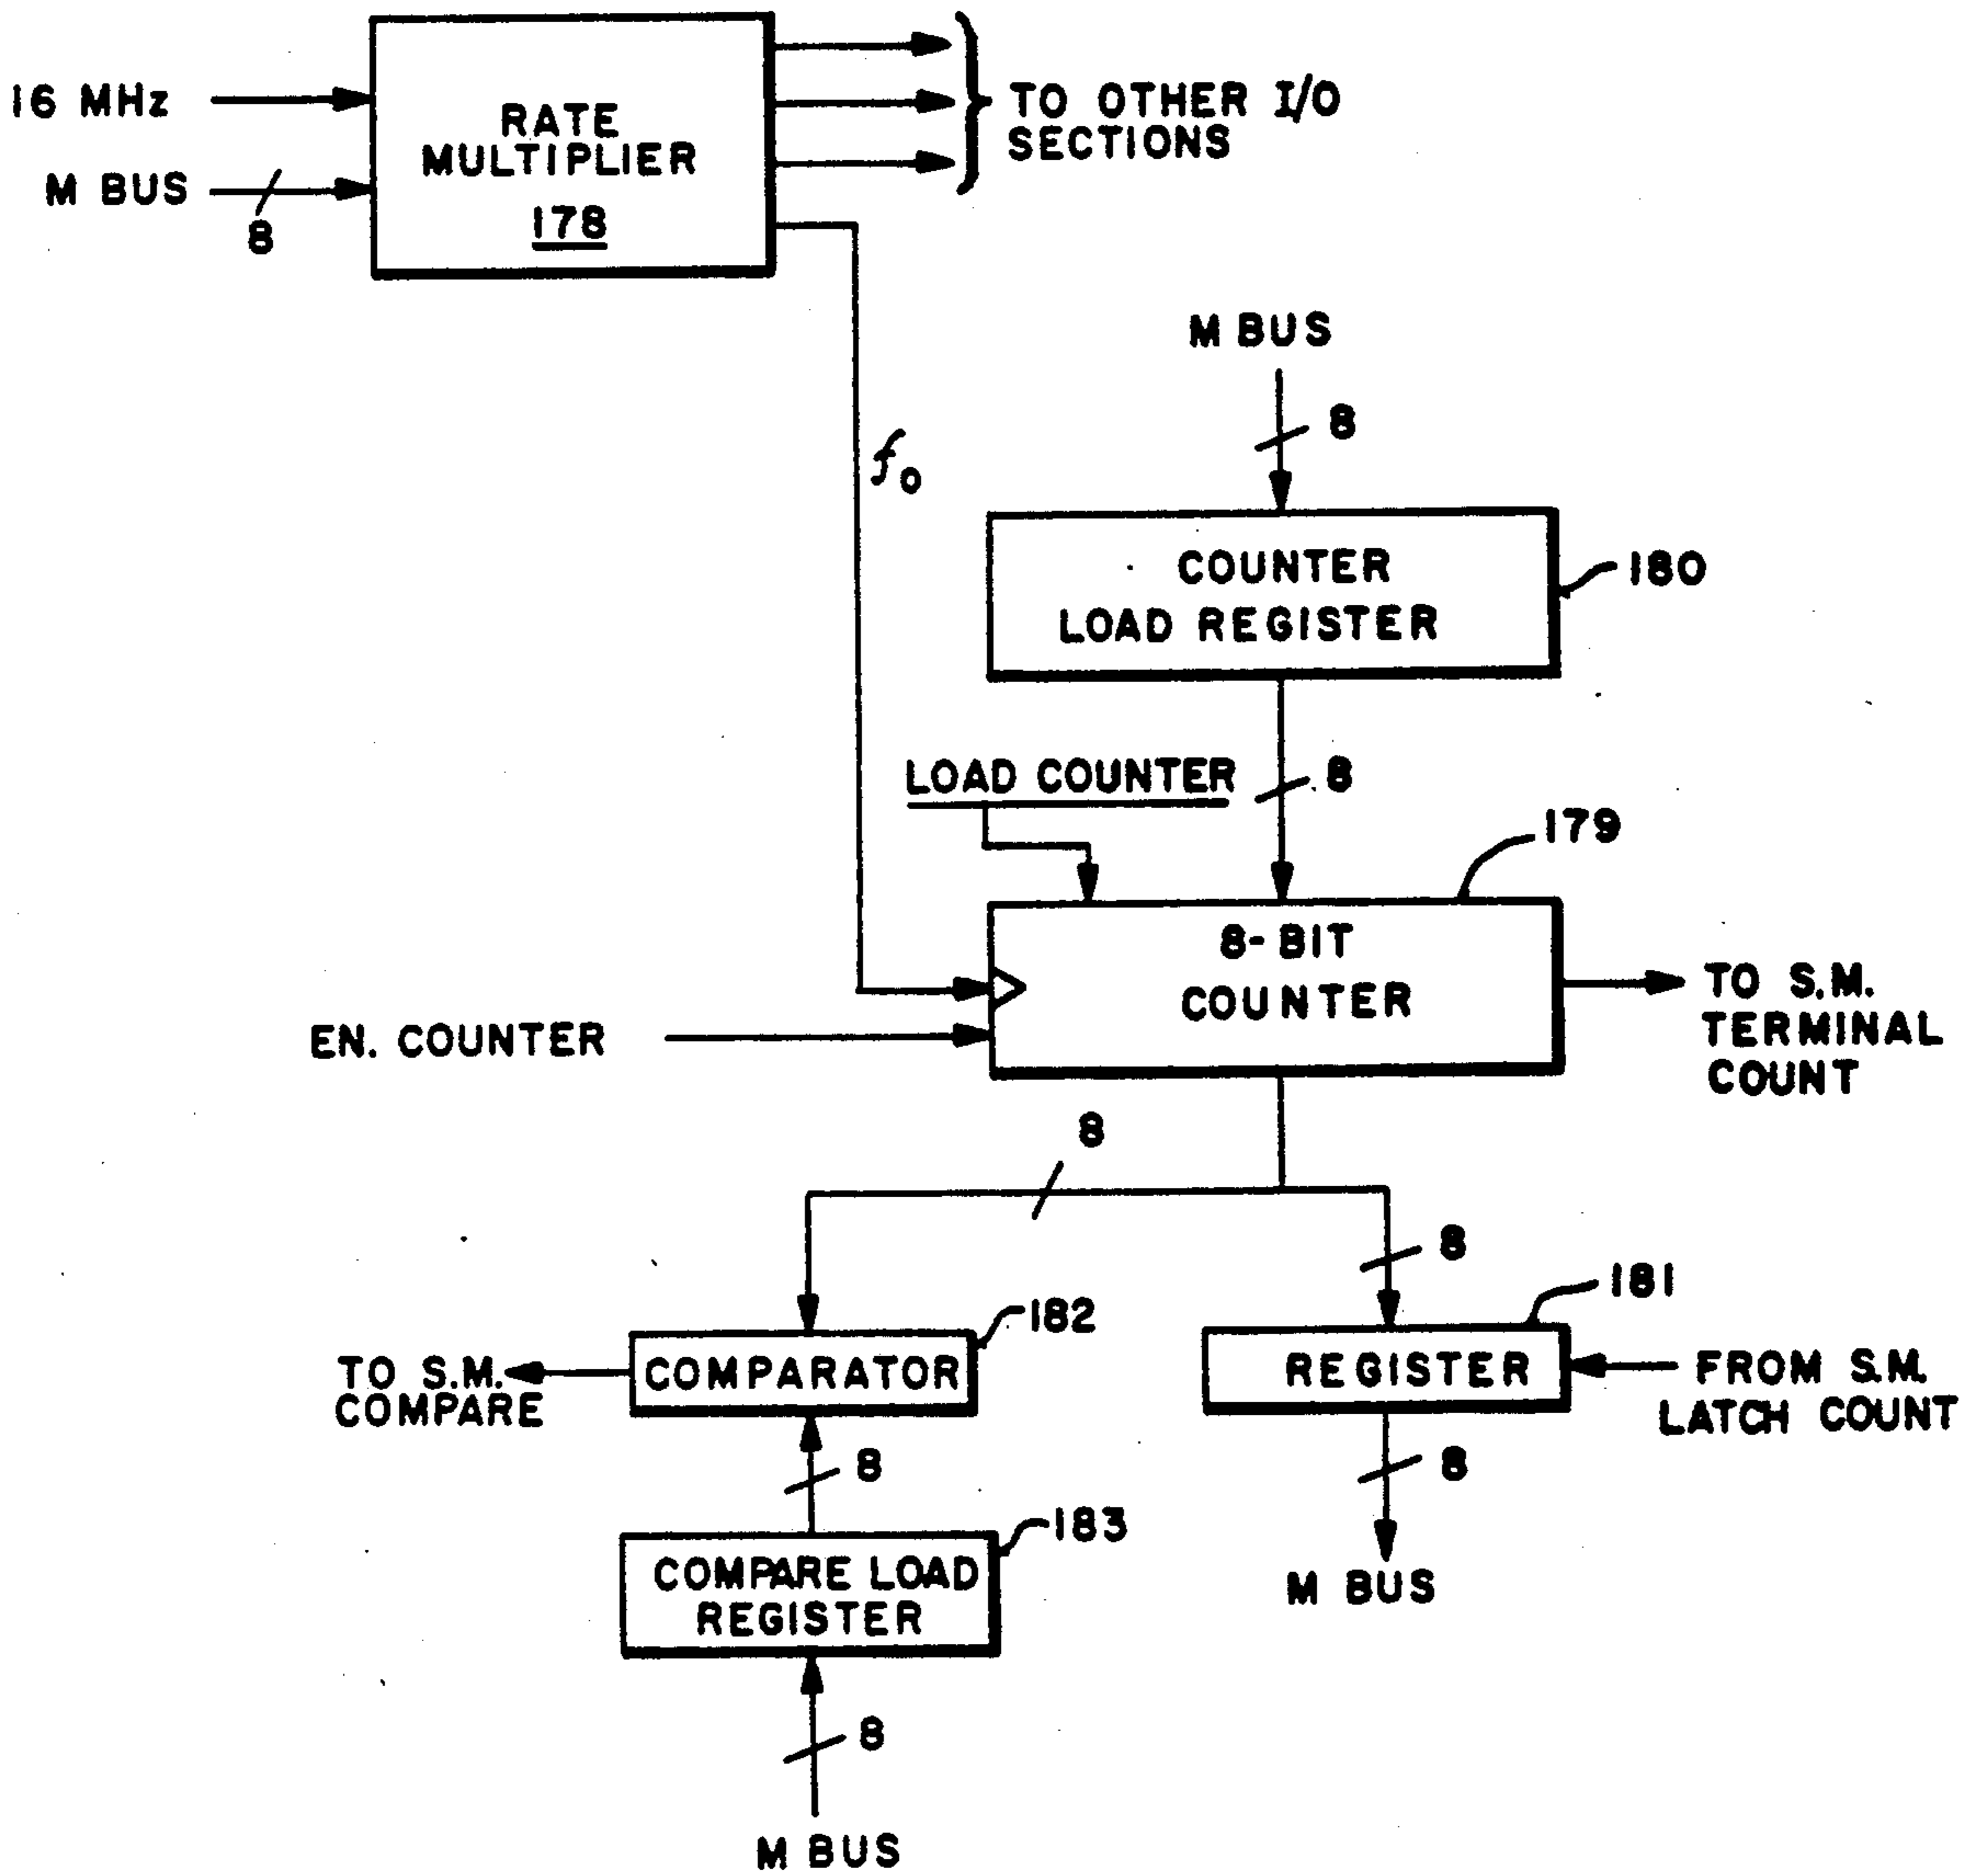 16 MHz
M BUS
8
RATE
MULTIPLIER
178
TO OTHER I/O
SECTIONS
f0
M BUS
8
COUNTER
LOAD REGISTER
180
LOAD COUNTER
8
179
8-BIT
COUNTER
EN. COUNTER
TO S.M.
TERMINAL
COUNT
8
8
182
181
COMPARATOR
TO S.M.
COMPARE
REGISTER
FROM S.M.
LATCH COUNT
8
8
183
COMPARE LOAD
REGISTER
M BUS
8
M BUS